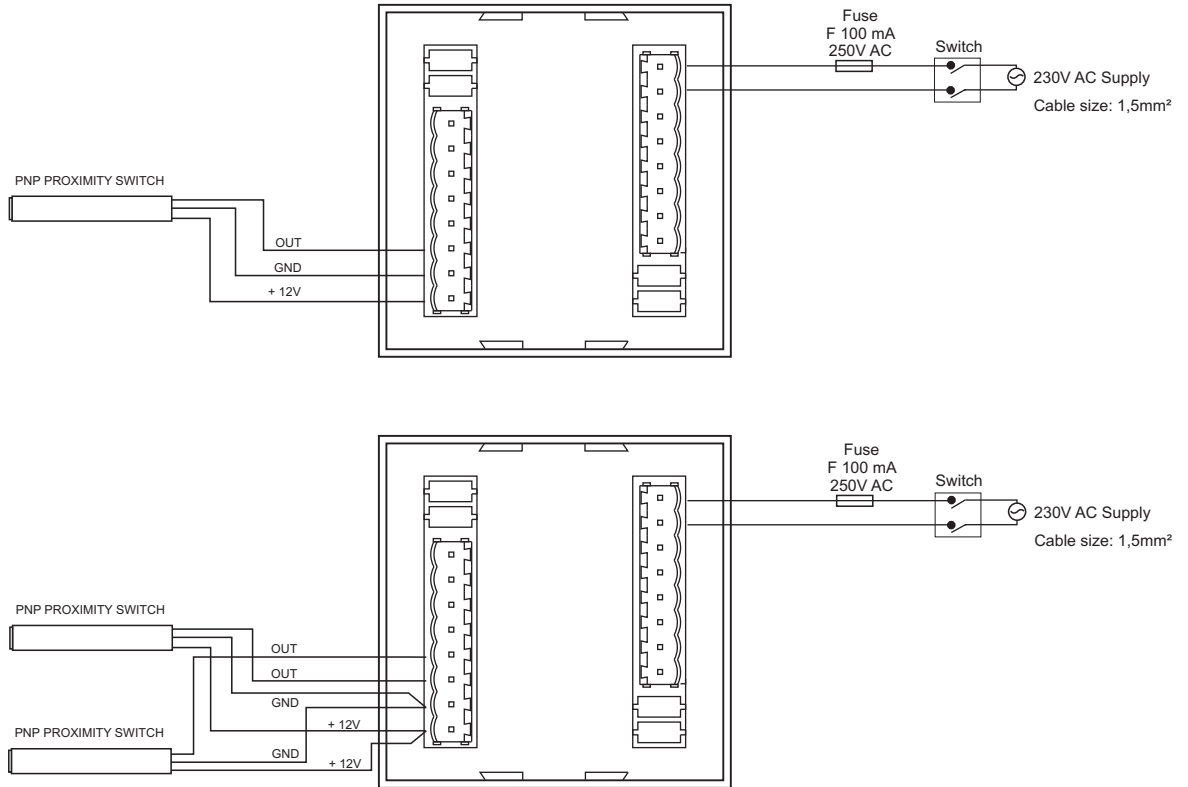 Fuse
F 100 mA
250V AC
Switch
230V AC Supply
Cable size: 1,5mm²
PNP PROXIMITY SWITCH
OUT
GND
+ 12V
Fuse
F 100 mA
250V AC
Switch
230V AC Supply
Cable size: 1,5mm²
PNP PROXIMITY SWITCH
OUT
OUT
GND
+ 12V
PNP PROXIMITY SWITCH
GND
+ 12V